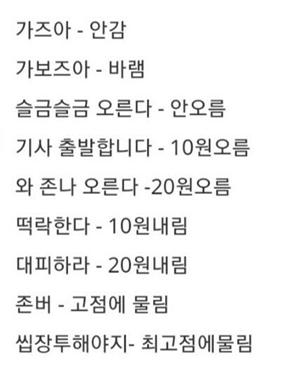 가즈아 - 안감
가보즈아 - 바램
슬금슬금 오른다 - 안오름
기사 출발합니다 - 10원오름
와 존나 오른다 -20원오름
떡락한다 - 10원내림
대피하라 - 20원내림
존버 - 고점에 물림
씹장투해야지- 최고점에물림